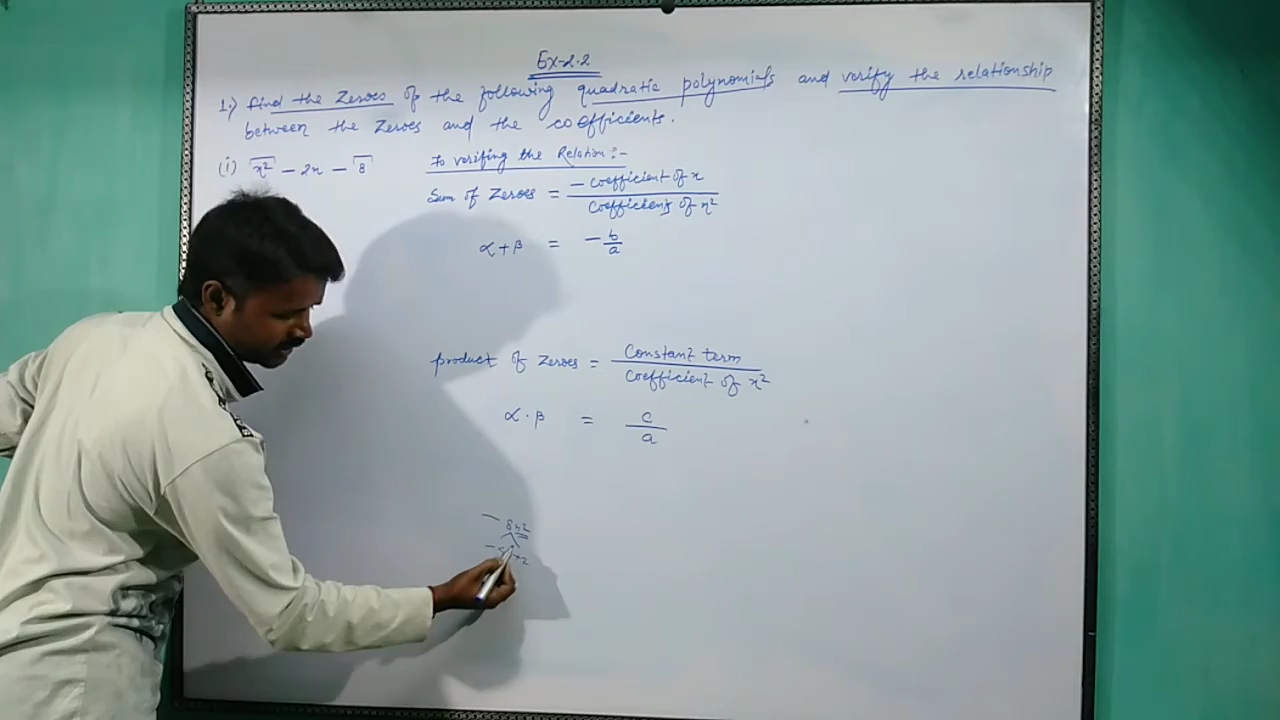 Ex-2.2
1.) find the Zeroes of the following quadratic polynomials and verify the relationship
between the Zeroes and the coefficients.
(i) x² - 2x - 8
To verifing the Relation:-
Sum of Zeroes = - coefficient of x / Coefficients of x²
α + β = - b/a
product of Zeroes = Constant term / Coefficient of x²
α · β = c/a
- 8x²